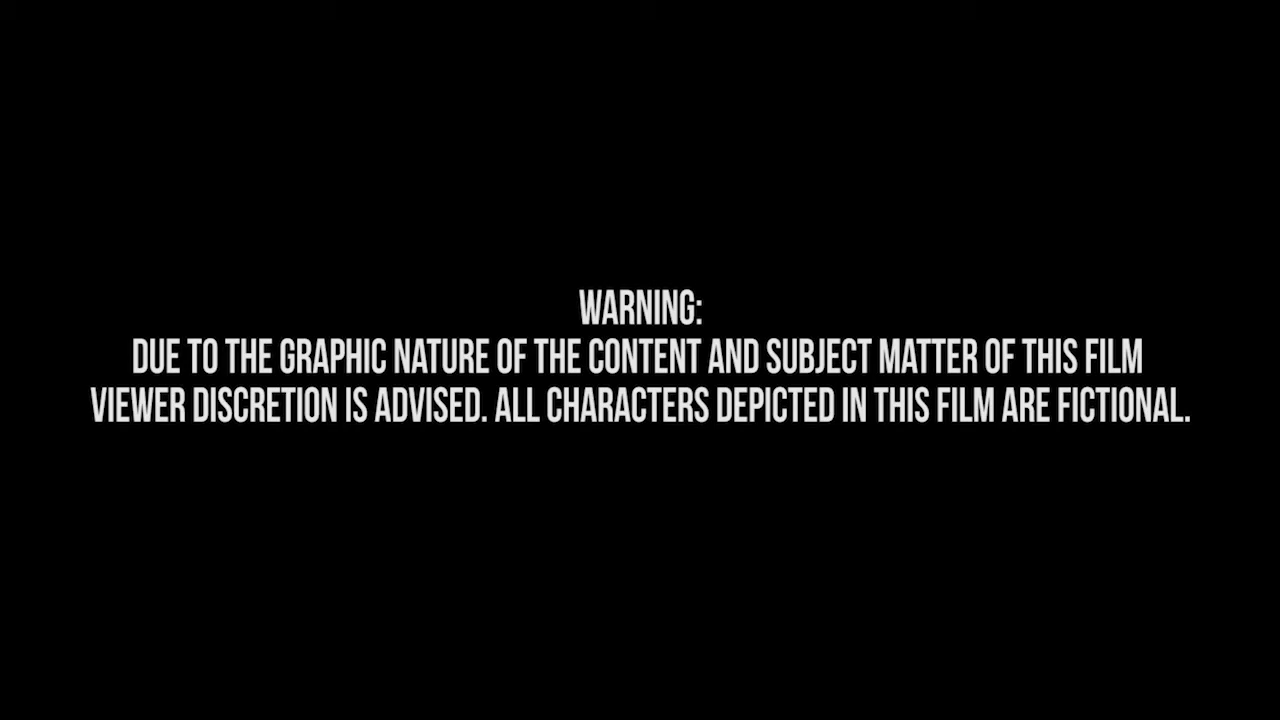 WARNING:
DUE TO THE GRAPHIC NATURE OF THE CONTENT AND SUBJECT MATTER OF THIS FILM
VIEWER DISCRETION IS ADVISED. ALL CHARACTERS DEPICTED IN THIS FILM ARE FICTIONAL.